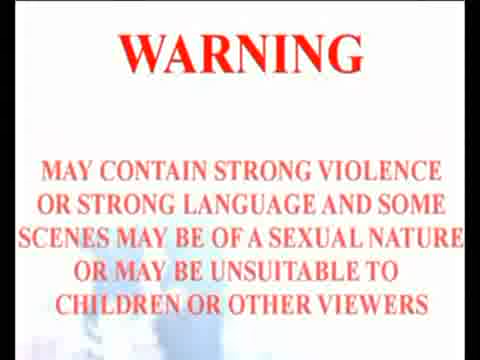 WARNING
MAY CONTAIN STRONG VIOLENCE
OR STRONG LANGUAGE AND SOME
SCENES MAY BE OF A SEXUAL NATURE
OR MAY BE UNSUITABLE TO
CHILDREN OR OTHER VIEWERS